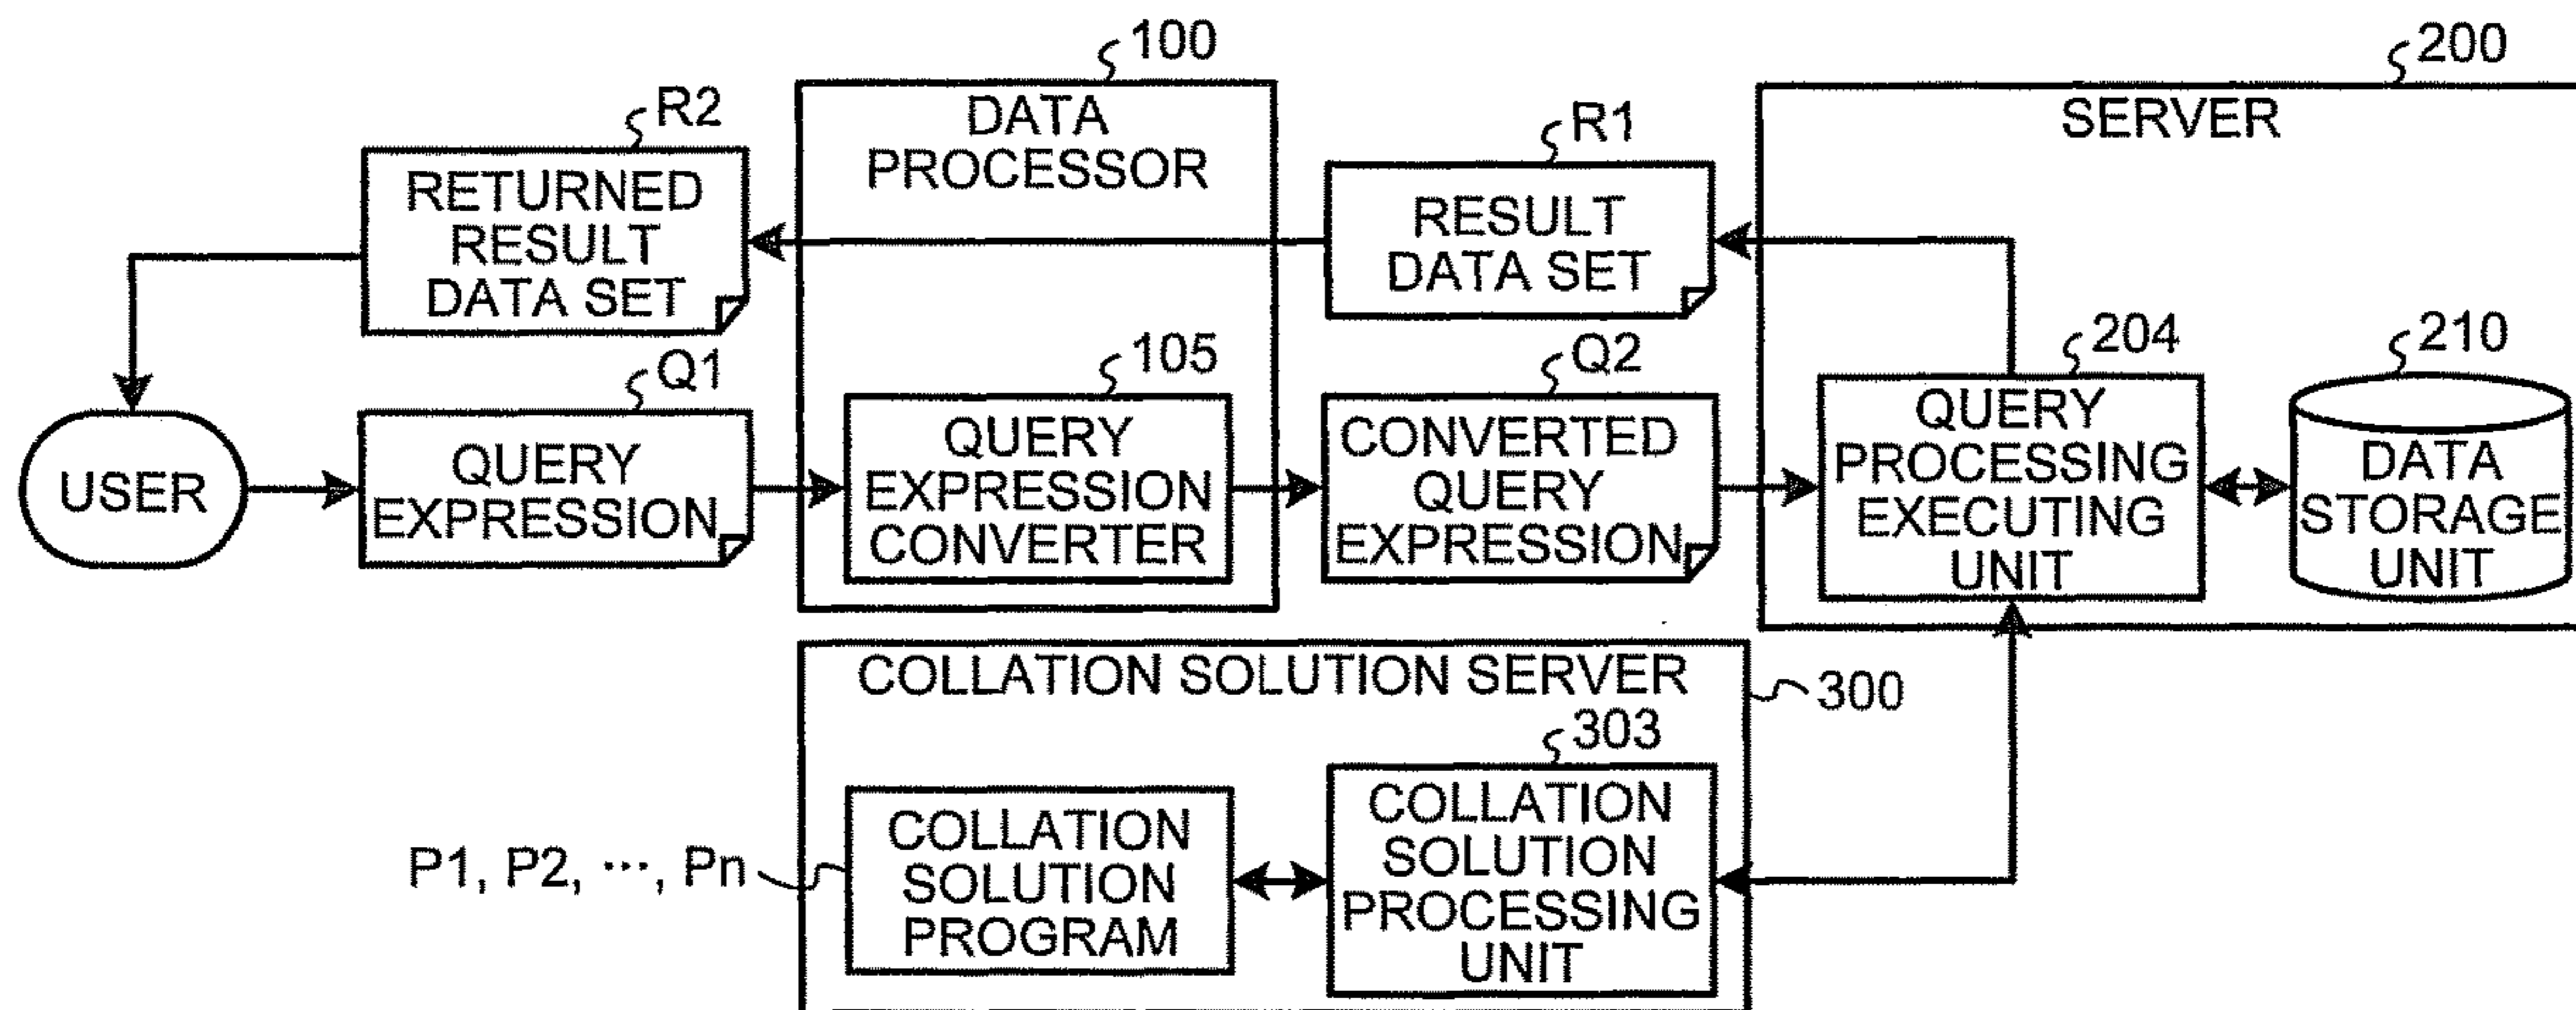 100
200
R2
DATA
PROCESSOR
R1
SERVER
RETURNED
RESULT
DATA SET
RESULT
DATA SET
Q1
105
Q2
204
210
USER
QUERY
EXPRESSION
QUERY
EXPRESSION
CONVERTER
CONVERTED
QUERY
EXPRESSION
QUERY
PROCESSING
EXECUTING
UNIT
DATA
STORAGE
UNIT
COLLATION SOLUTION SERVER
300
303
P1, P2, ···, Pn
COLLATION
SOLUTION
PROGRAM
COLLATION
SOLUTION
PROCESSING
UNIT